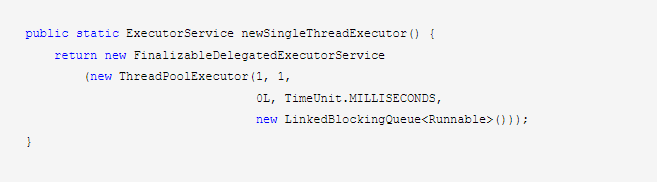 public static ExecutorService newSingleThreadExecutor() {
    return new FinalizableDelegatedExecutorService
        (new ThreadPoolExecutor(1, 1,
                                0L, TimeUnit.MILLISECONDS,
                                new LinkedBlockingQueue<Runnable>()));
}